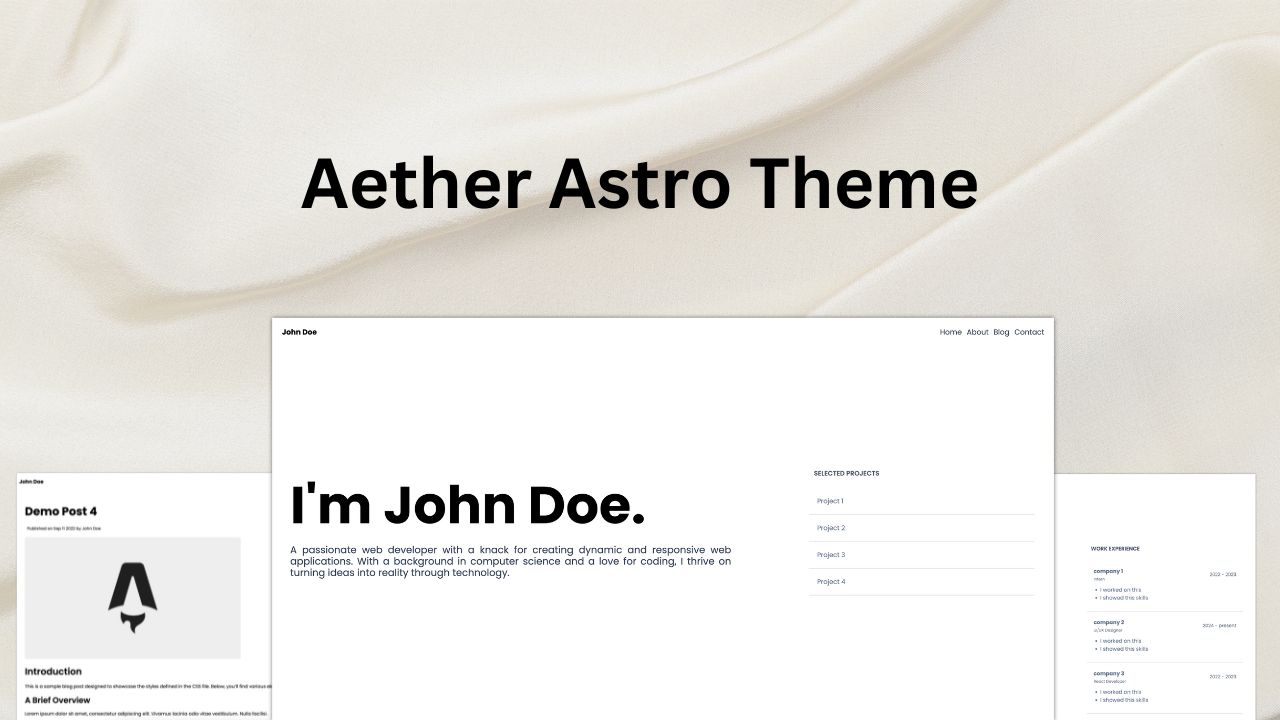 Aether Astro Theme
John Doe
Home About Blog Contact
I'm John Doe.
A passionate web developer with a knack for creating dynamic and responsive web
applications. With a background in computer science and a love for coding, I thrive on
turning ideas into reality through technology.
SELECTED PROJECTS
Project 1
Project 2
Project 3
Project 4
John Doe
Demo Post 4
Published on Sep 11 2023 by John Doe
Introduction
This is a sample blog post designed to showcase the styles defined in the CSS file. Below, you'll find various
A Brief Overview
Lorem ipsum dolor sit amet, consectetur adipiscing elit. Vivamus lacinia odio vitae vestibulum. Nulla facilisi.
WORK EXPERIENCE
company 1
2022 - 2023
Intern
• I worked on this
• I showed this skills
company 2
2024 - present
UI/UX Designer
• I worked on this
• I showed this skills
company 3
2022 - 2023
React Developer
• I worked on this
• I showed this skills